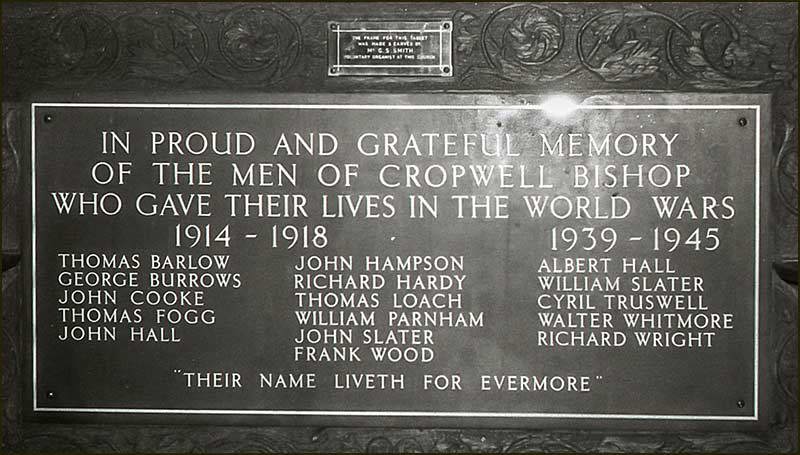 THE FRAME FOR THIS TABLET
WAS MADE & CARVED BY
Mr G. S. SMITH
VOLUNTARY ORGANIST AT THIS CHURCH
IN PROUD AND GRATEFUL MEMORY
OF THE MEN OF CROPWELL BISHOP
WHO GAVE THEIR LIVES IN THE WORLD WARS
1914 - 1918
THOMAS BARLOW
GEORGE BURROWS
JOHN COOKE
THOMAS FOGG
JOHN HALL
JOHN HAMPSON
RICHARD HARDY
THOMAS LOACH
WILLIAM PARNHAM
JOHN SLATER
FRANK WOOD
1939 - 1945
ALBERT HALL
WILLIAM SLATER
CYRIL TRUSWELL
WALTER WHITMORE
RICHARD WRIGHT
"THEIR NAME LIVETH FOR EVERMORE"